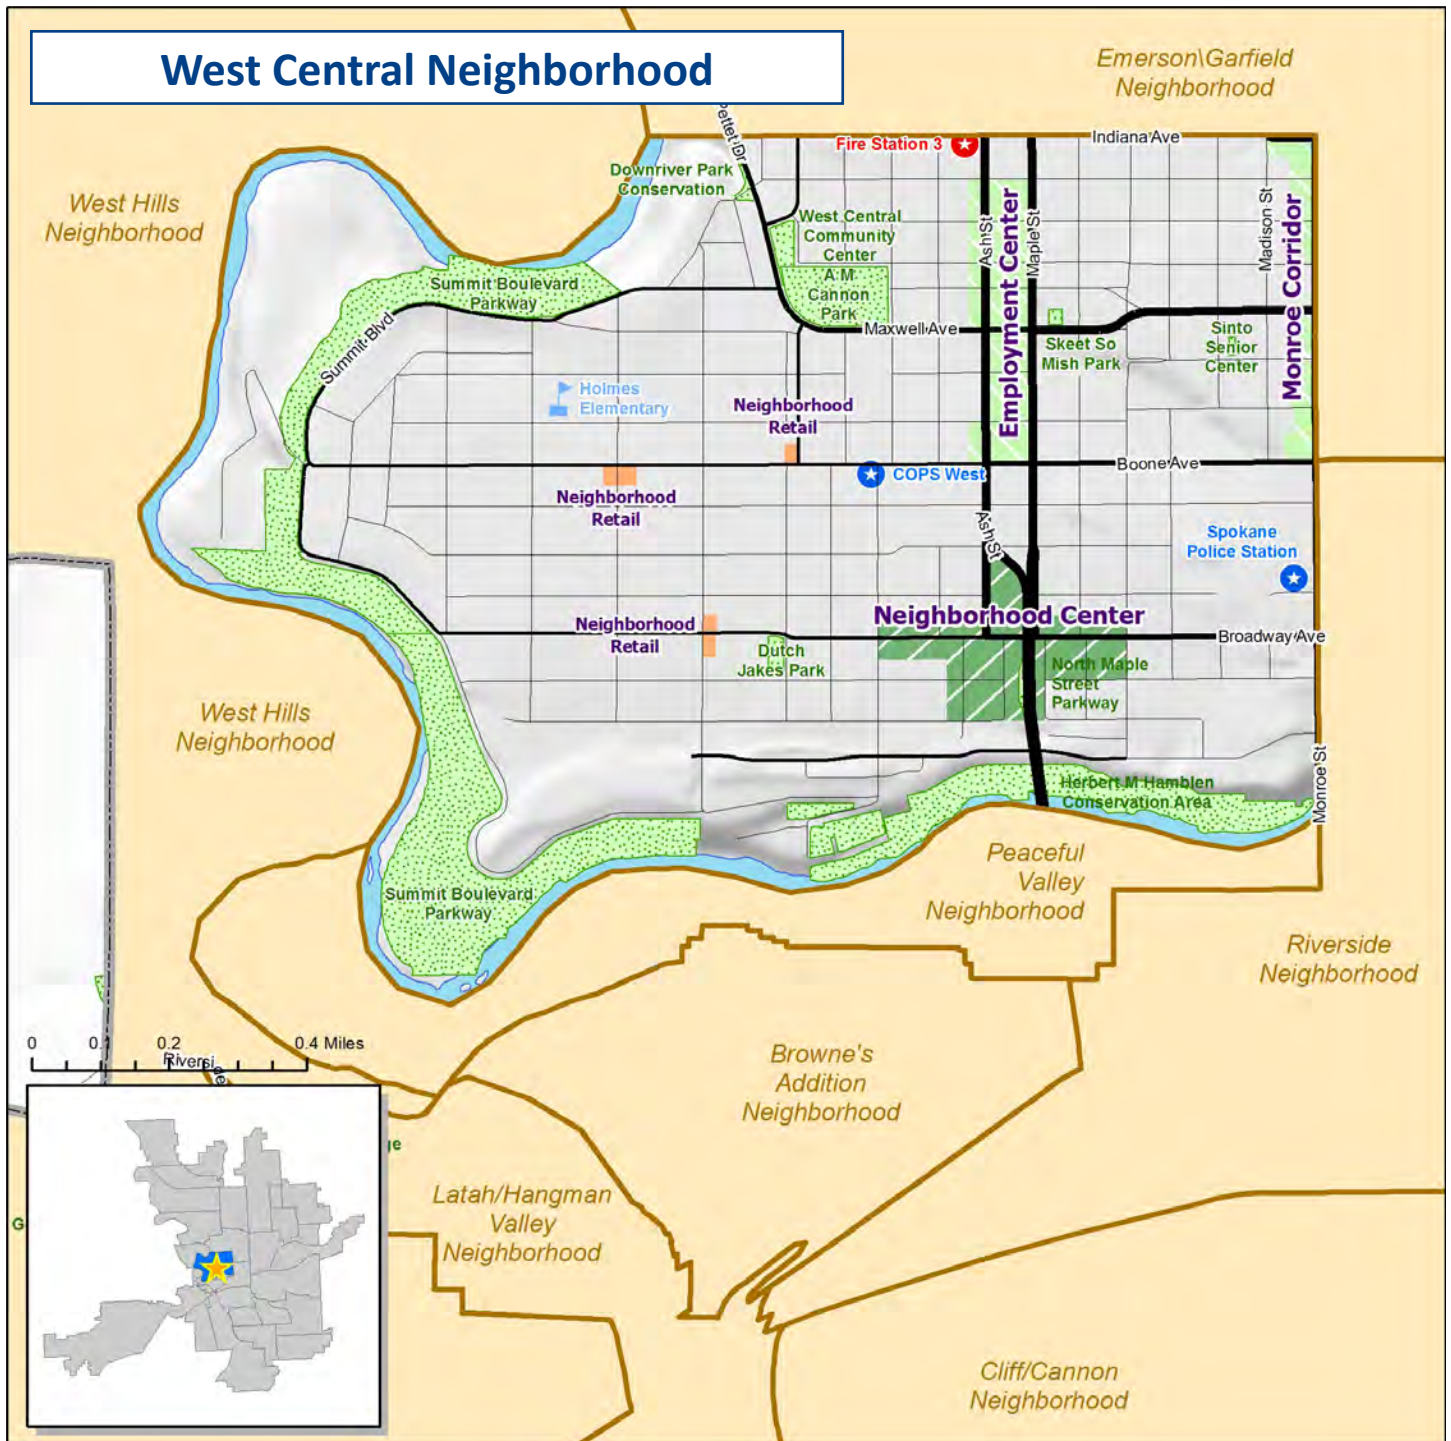 West Central Neighborhood
Emerson\Garfield
Neighborhood
Pettet Dr
Indiana Ave
Fire Station 3
Downriver Park
Conservation
West Hills
Neighborhood
West Central
Community
Center
A M
Cannon
Park
Ash St
Employment Center
Maple St
Madison St
Monroe Corridor
Summit Boulevard
Parkway
Summit Blvd
Maxwell Ave
Skeet So
Mish Park
Sinto
Senior
Center
Holmes
Elementary
Neighborhood
Retail
Boone Ave
COPS West
Neighborhood
Retail
Ash St
Spokane
Police Station
Neighborhood Center
Neighborhood
Retail
Broadway Ave
Dutch
Jakes Park
North Maple
Street
Parkway
West Hills
Neighborhood
Monroe St
Herbert M Hamblen
Conservation Area
Peaceful
Valley
Neighborhood
Summit Boulevard
Parkway
Riverside
Neighborhood
0 0.1 0.2 0.4 Miles
Browne's
Addition
Neighborhood
Latah/Hangman
Valley
Neighborhood
G
Cliff/Cannon
Neighborhood